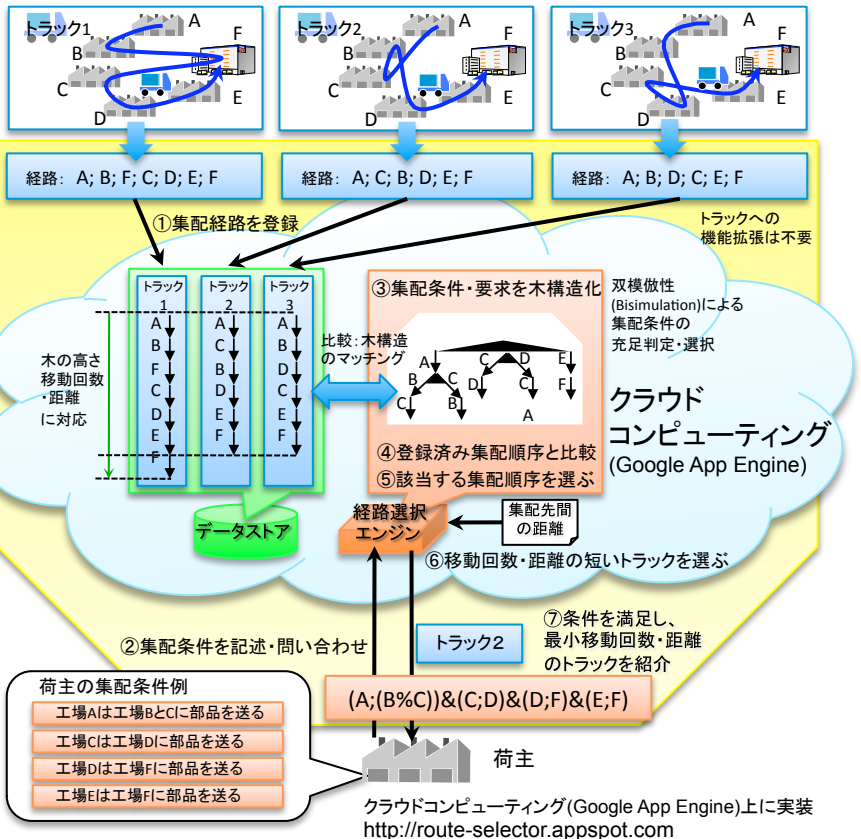 トラック1
A
B
C
D
E
F
トラック2
A
B
C
D
E
F
トラック3
A
B
C
D
E
F
経路: A; B; F; C; D; E; F
経路: A; C; B; D; E; F
経路: A; B; D; C; E; F
①集配経路を登録
トラックへの
機能拡張は不要
トラック
1
A
B
F
C
D
E
F
トラック
2
A
C
B
D
E
F
トラック
3
A
B
D
C
E
F
木の高さ
移動回数
・距離
に対応
比較:木構造
のマッチング
③集配条件・要求を木構造化
A
B
C
C
B
C
D
D
C
E
F
A
④登録済み集配順序と比較
⑤該当する集配順序を選ぶ
双模倣性
(Bisimulation)による
集配条件の
充足判定・選択
クラウド
コンピューティング
(Google App Engine)
データストア
経路選択
エンジン
集配先間
の距離
⑥移動回数・距離の短いトラックを選ぶ
②集配条件を記述・問い合わせ
トラック2
⑦条件を満足し、
最小移動回数・距離
のトラックを紹介
(A;(B%C))&(C;D)&(D;F)&(E;F)
荷主の集配条件例
工場Aは工場BとCに部品を送る
工場Cは工場Dに部品を送る
工場Dは工場Fに部品を送る
工場Eは工場Fに部品を送る
荷主
クラウドコンピューティング(Google App Engine)上に実装
http://route-selector.appspot.com